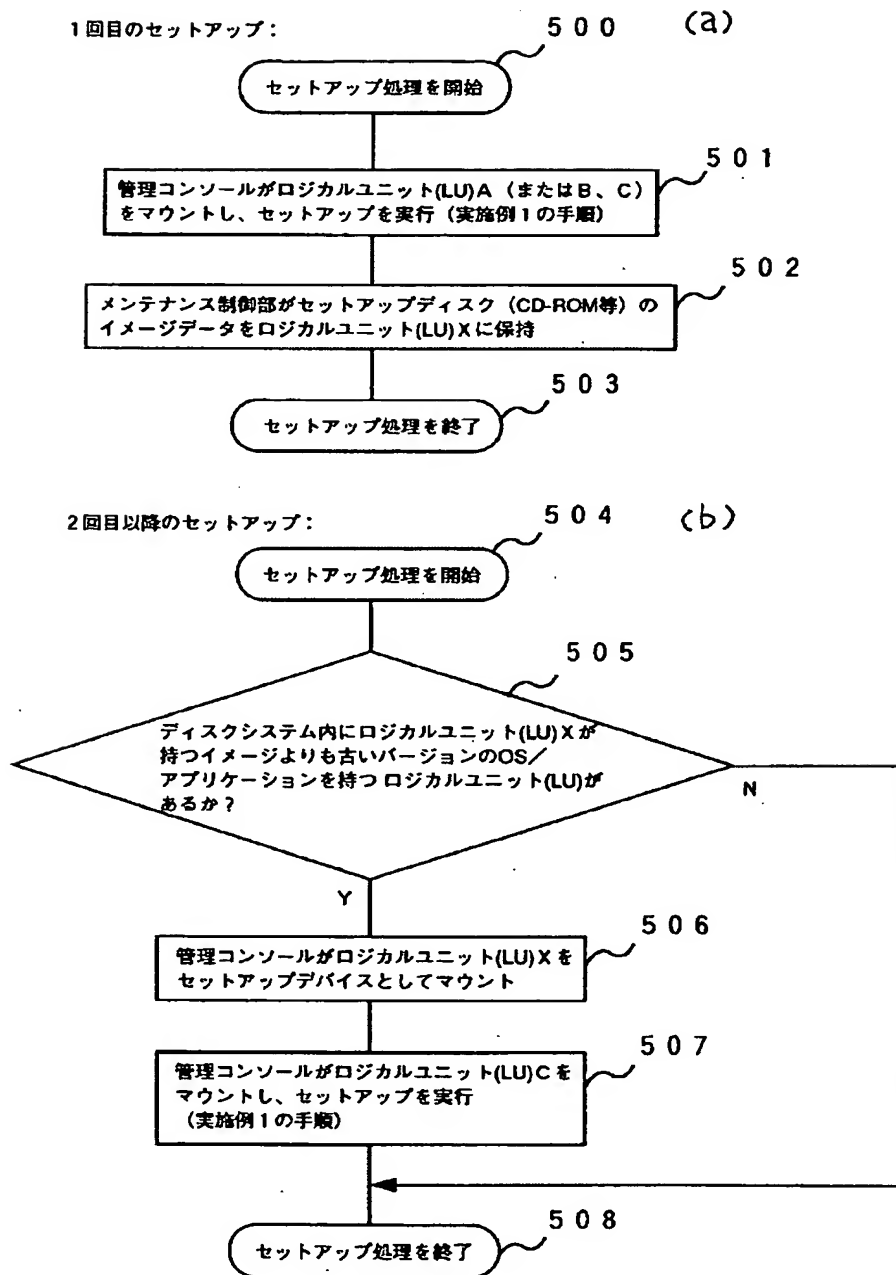 1回目のセットアップ：
500
(a)
セットアップ処理を開始
501
管理コンソールがロジカルユニット(LU)A（またはB、C）
をマウントし、セットアップを実行（実施例1の手順）
502
メンテナンス制御部がセットアップディスク（CD-ROM等）の
イメージデータをロジカルユニット(LU)Xに保持
503
セットアップ処理を終了
2回目以降のセットアップ：
504
(b)
セットアップ処理を開始
505
ディスクシステム内にロジカルユニット(LU)Xが
持つイメージよりも古いバージョンのOS／
アプリケーションを持つロジカルユニット(LU)が
あるか？
N
Y
506
管理コンソールがロジカルユニット(LU)Xを
セットアップデバイスとしてマウント
507
管理コンソールがロジカルユニット(LU)Cを
マウントし、セットアップを実行
（実施例1の手順）
508
セットアップ処理を終了